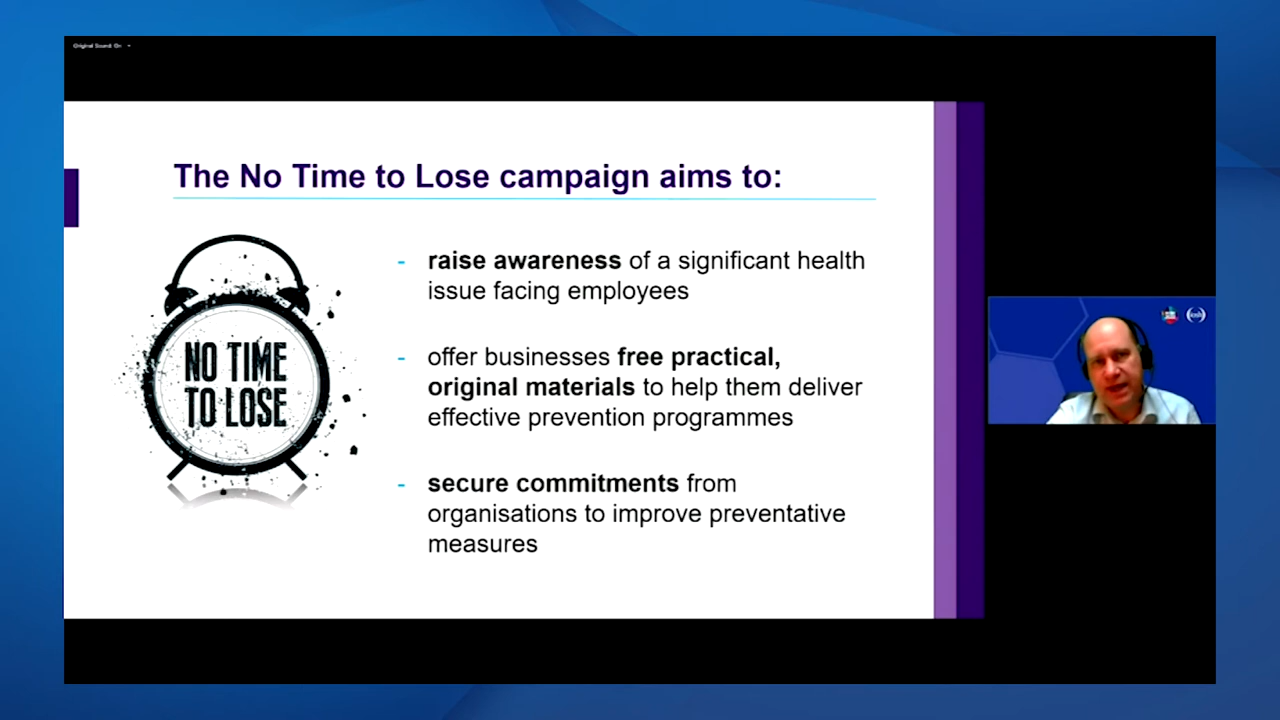 Original Sound: On
The No Time to Lose campaign aims to:
NO TIME
TO LOSE
- raise awareness of a significant health
issue facing employees
- offer businesses free practical,
original materials to help them deliver
effective prevention programmes
- secure commitments from
organisations to improve preventative
measures